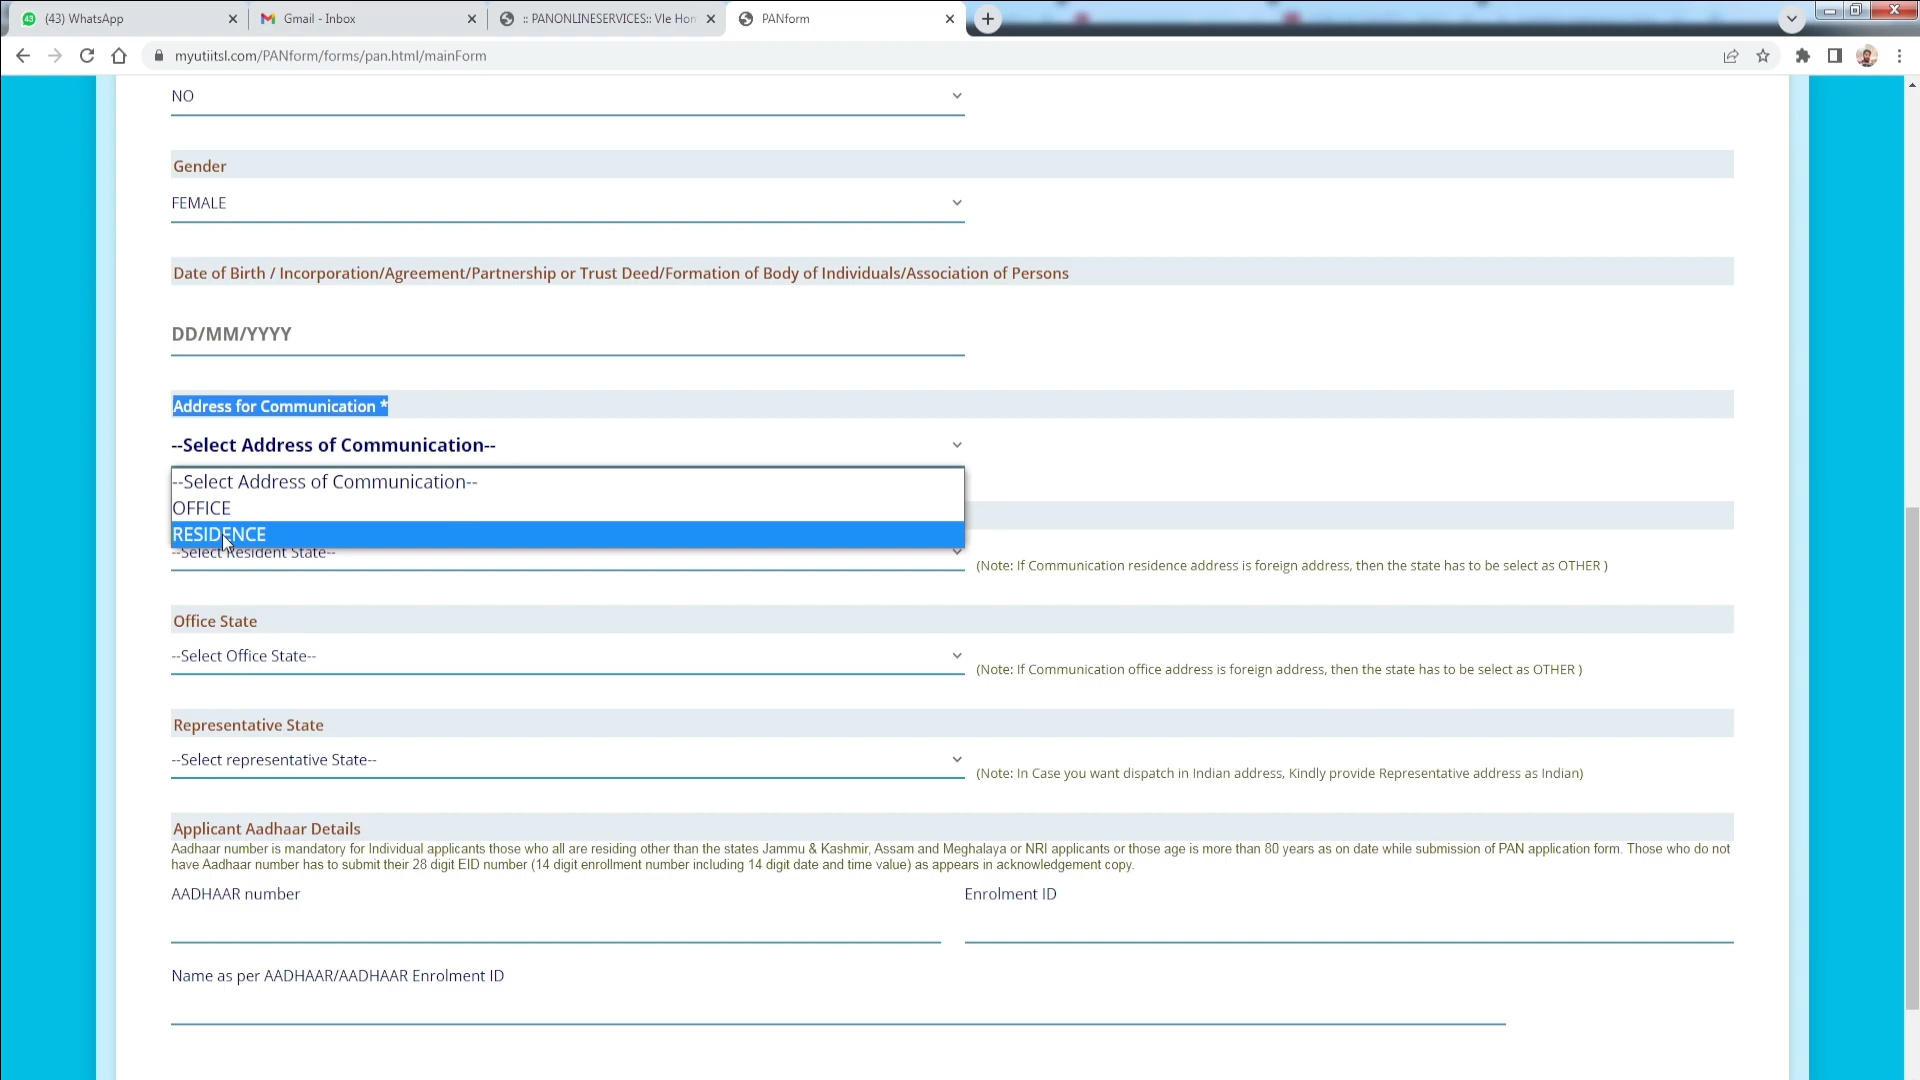 (43) WhatsApp
Gmail - Inbox
:: PANONLINESERVICES:: Vle Hom
PANform
myutiitsl.com/PANform/forms/pan.html/mainForm
NO
Gender
FEMALE
Date of Birth / Incorporation/Agreement/Partnership or Trust Deed/Formation of Body of Individuals/Association of Persons
DD/MM/YYYY
Address for Communication *
--Select Address of Communication--
--Select Address of Communication--
OFFICE
RESIDENCE
--Select Resident State--
(Note: If Communication residence address is foreign address, then the state has to be select as OTHER )
Office State
--Select Office State--
(Note: If Communication office address is foreign address, then the state has to be select as OTHER )
Representative State
--Select representative State--
(Note: In Case you want dispatch in Indian address, Kindly provide Representative address as Indian)
Applicant Aadhaar Details
Aadhaar number is mandatory for Individual applicants those who all are residing other than the states Jammu & Kashmir, Assam and Meghalaya or NRI applicants or those age is more than 80 years as on date while submission of PAN application form. Those who do not
have Aadhaar number has to submit their 28 digit EID number (14 digit enrollment number including 14 digit date and time value) as appears in acknowledgement copy.
AADHAAR number
Enrolment ID
Name as per AADHAAR/AADHAAR Enrolment ID